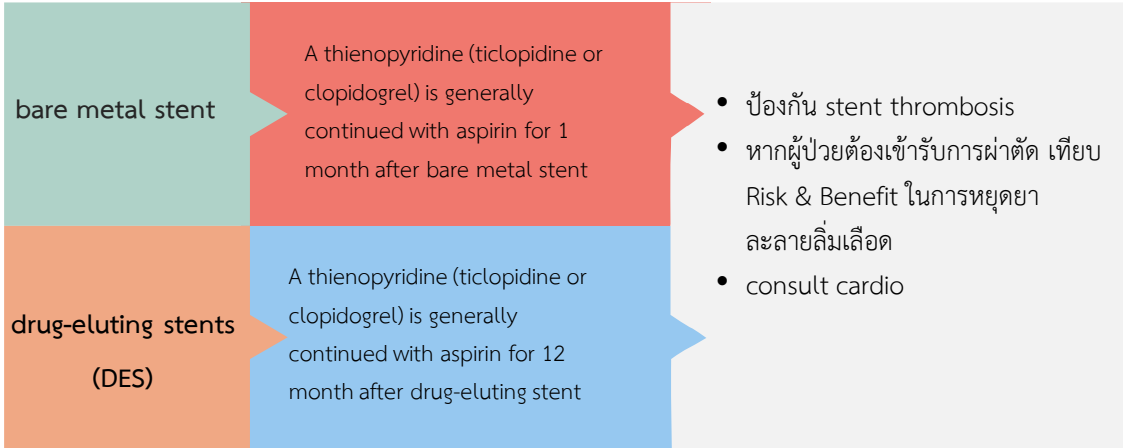 bare metal stent
A thienopyridine (ticlopidine or
clopidogrel) is generally
continued with aspirin for 1
month after bare metal stent
drug-eluting stents
(DES)
A thienopyridine (ticlopidine or
clopidogrel) is generally
continued with aspirin for 12
month after drug-eluting stent
• ป้องกัน stent thrombosis
• หากผู้ป่วยต้องเข้ารับการผ่าตัด เทียบ
Risk & Benefit ในการหยุดยา
ละลายลิ่มเลือด
• consult cardio